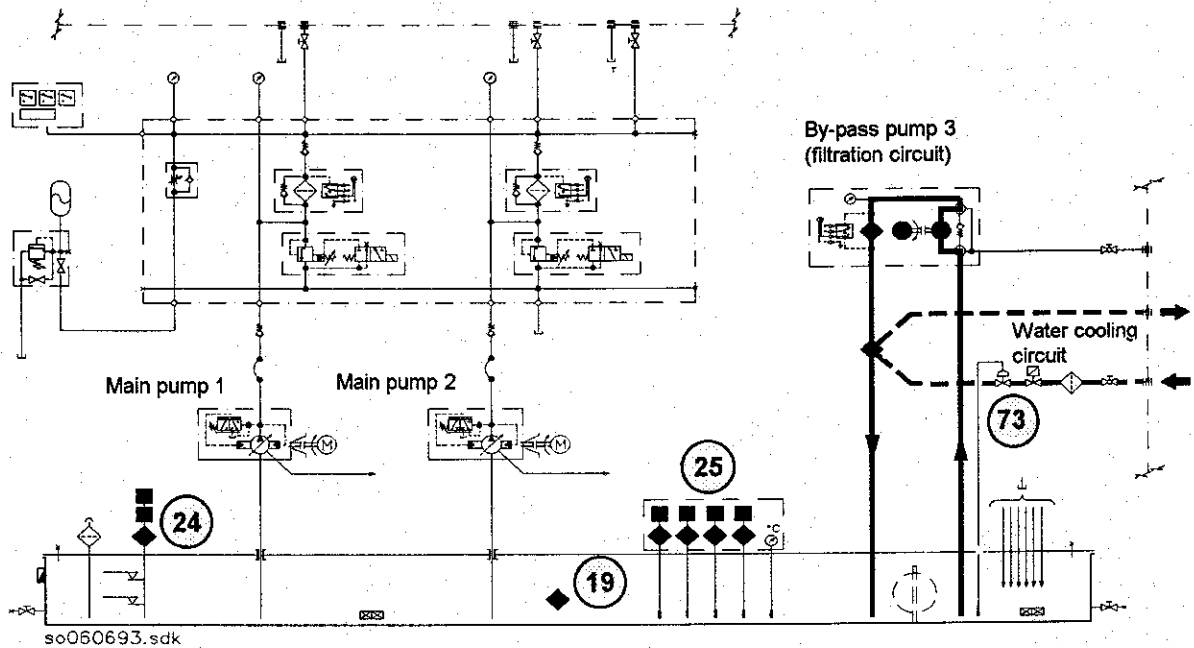 By-pass pump 3
(filtration circuit)
Water cooling
circuit
Main pump 1
Main pump 2
M
M
73
25
24
°C
19
so060693.sdk